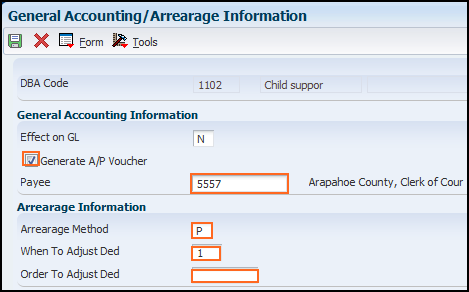 General Accounting/Arrearage Information
Form Tools
DBA Code 1102 Child suppor
General Accounting Information
Effect on GL N
Generate A/P Voucher
Payee 5557 Arapahoe County, Clerk of Cour
Arrearage Information
Arrearage Method P
When To Adjust Ded 1
Order To Adjust Ded